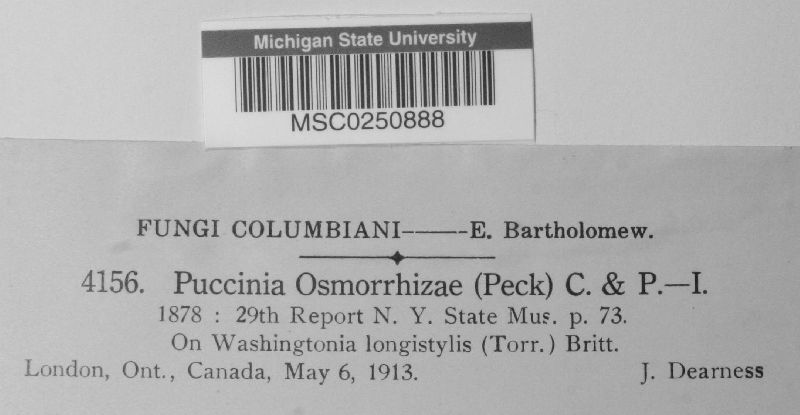 Michigan State University
MSC0250888
FUNGI COLUMBIANI———E. Bartholomew.
4156. Puccinia Osmorrhizae (Peck) C. & P.—I.
1878 : 29th Report N. Y. State Mus. p. 73.
On Washingtonia longistylis (Torr.) Britt.
London, Ont., Canada, May 6, 1913. J. Dearness